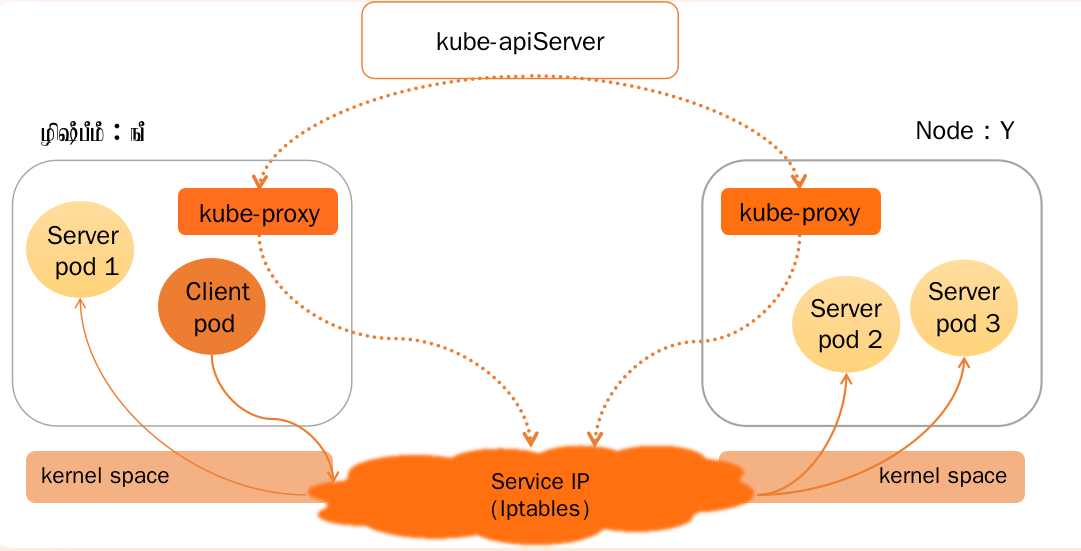 kube-apiServer
ழிஷீபீமீ : ஙீ
Node : Y
kube-proxy
kube-proxy
Server
pod 1
Client
pod
Server
pod 2
Server
pod 3
kernel space
Service IP
(Iptables)
kernel space